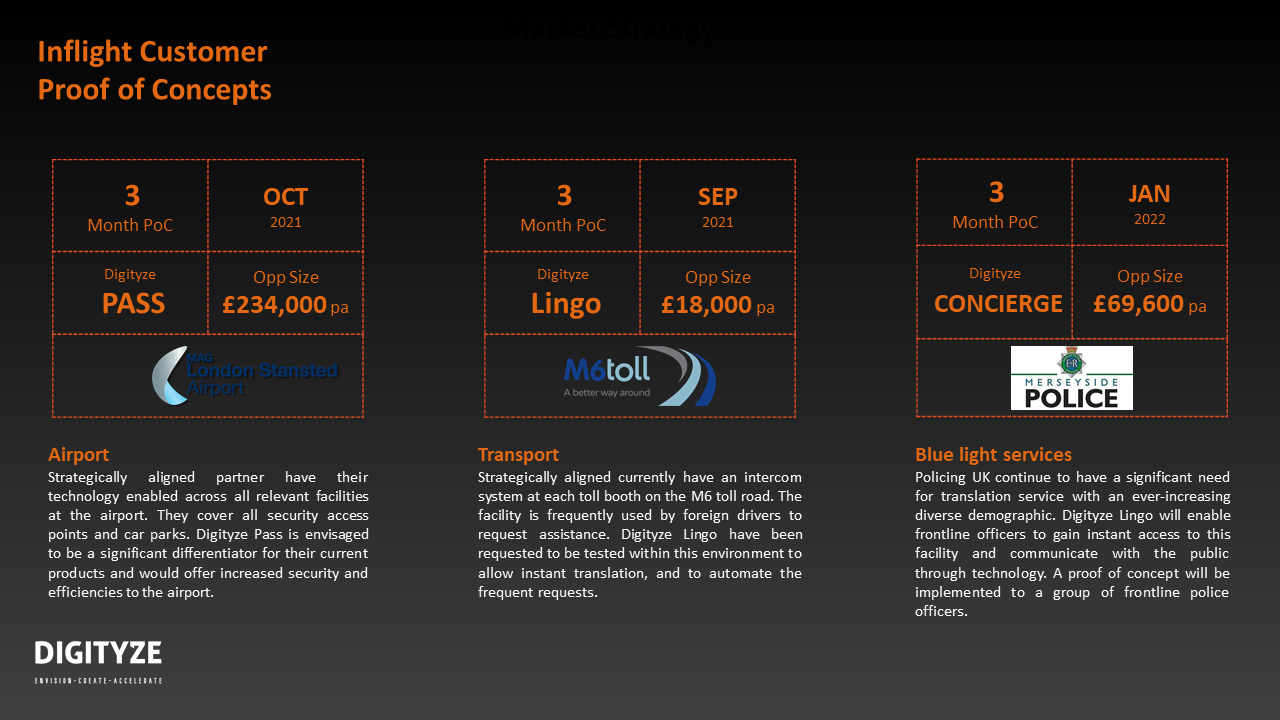 Market Strategy
Inflight Customer
Proof of Concepts
3
Month PoC
OCT
2021
Digityze
PASS
Opp Size
£234,000 pa
MAG
London Stansted
Airport
Airport
Strategically aligned partner have their
technology enabled across all relevant facilities
at the airport. They cover all security access
points and car parks. Digityze Pass is envisaged
to be a significant differentiator for their current
products and would offer increased security and
efficiencies to the airport.
3
Month PoC
SEP
2021
Digityze
Lingo
Opp Size
£18,000 pa
M6toll
A better way around
Transport
Strategically aligned currently have an intercom
system at each toll booth on the M6 toll road. The
facility is frequently used by foreign drivers to
request assistance. Digityze Lingo have been
requested to be tested within this environment to
allow instant translation, and to automate the
frequent requests.
3
Month PoC
JAN
2022
Digityze
CONCIERGE
Opp Size
£69,600 pa
E R
MERSEYSIDE
POLICE
Blue light services
Policing UK continue to have a significant need
for translation service with an ever-increasing
diverse demographic. Digityze Lingo will enable
frontline officers to gain instant access to this
facility and communicate with the public
through technology. A proof of concept will be
implemented to a group of frontline police
officers.
DIGITYZE
ENVISION-CREATE-ACCELERATE